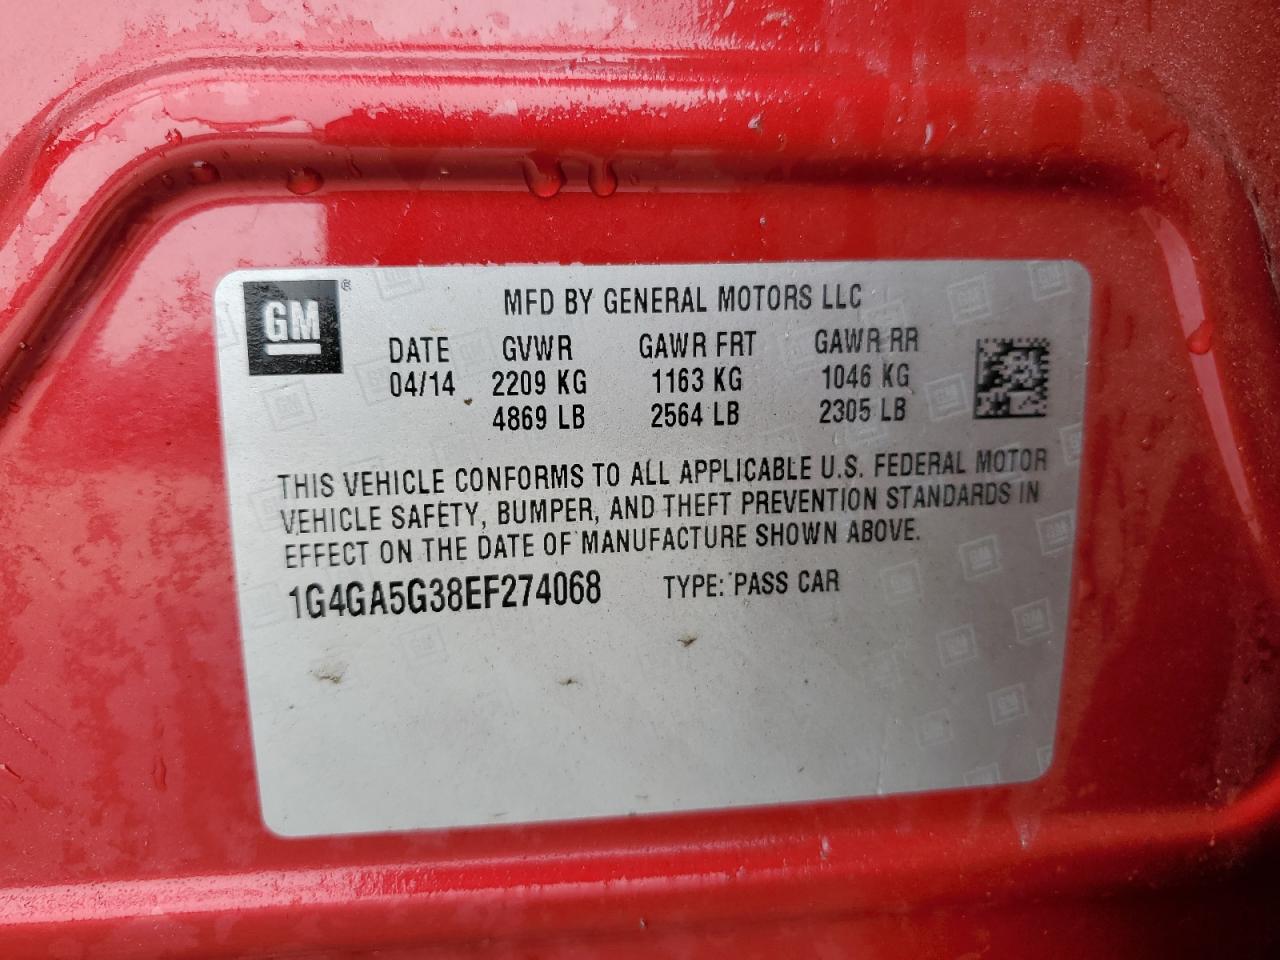 GM®
MFD BY GENERAL MOTORS LLC
DATE GVWR GAWR FRT GAWR RR
04/14 2209 KG 1163 KG 1046 KG
4869 LB 2564 LB 2305 LB
THIS VEHICLE CONFORMS TO ALL APPLICABLE U.S. FEDERAL MOTOR
VEHICLE SAFETY, BUMPER, AND THEFT PREVENTION STANDARDS IN
EFFECT ON THE DATE OF MANUFACTURE SHOWN ABOVE.
1G4GA5G38EF274068 TYPE: PASS CAR